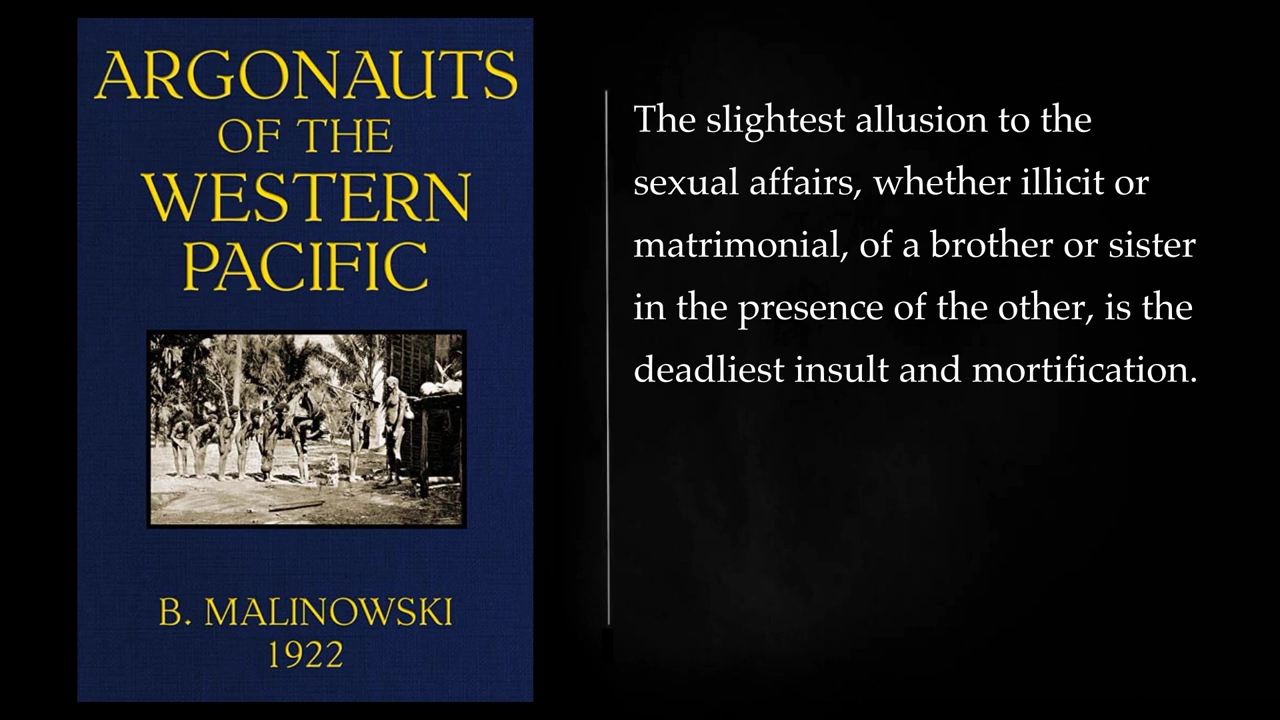 ARGONAUTS
OF THE
WESTERN
PACIFIC
B. MALINOWSKI
1922
The slightest allusion to the
sexual affairs, whether illicit or
matrimonial, of a brother or sister
in the presence of the other, is the
deadliest insult and mortification.